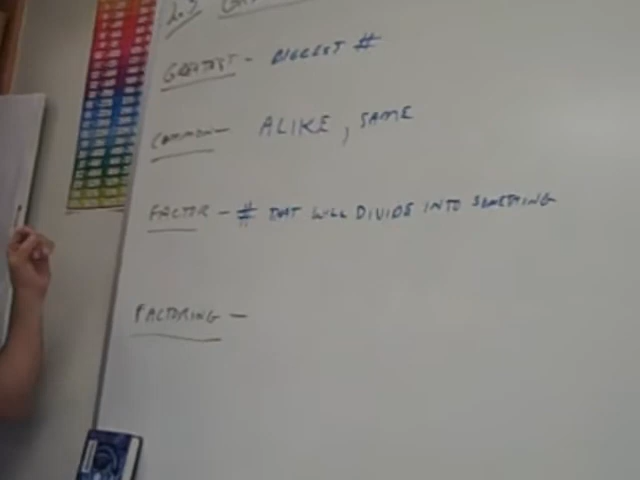 GREATEST - BIGGEST #
COMMON - ALIKE, SAME
FACTOR - # THAT WILL DIVIDE INTO SOMETHING
FACTORING -